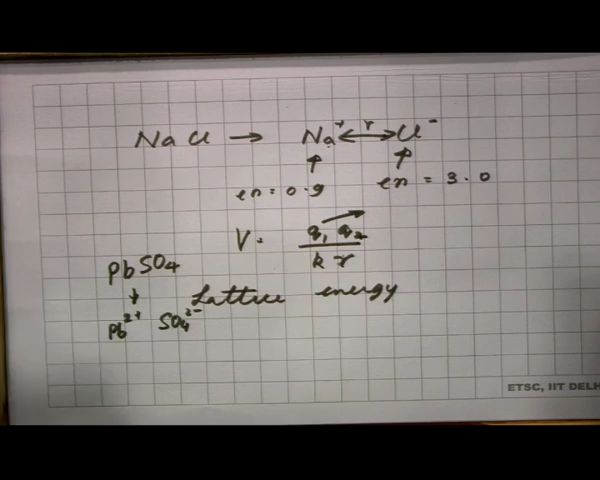 NaCl → Na⁺ ←r→ Cl⁻
en = 0.9
en = 3.0
V = q₁ q₂ / k r
PbSO₄
↓
Lattice energy
Pb²⁺ SO₄²⁻
ETSC, IIT DELH